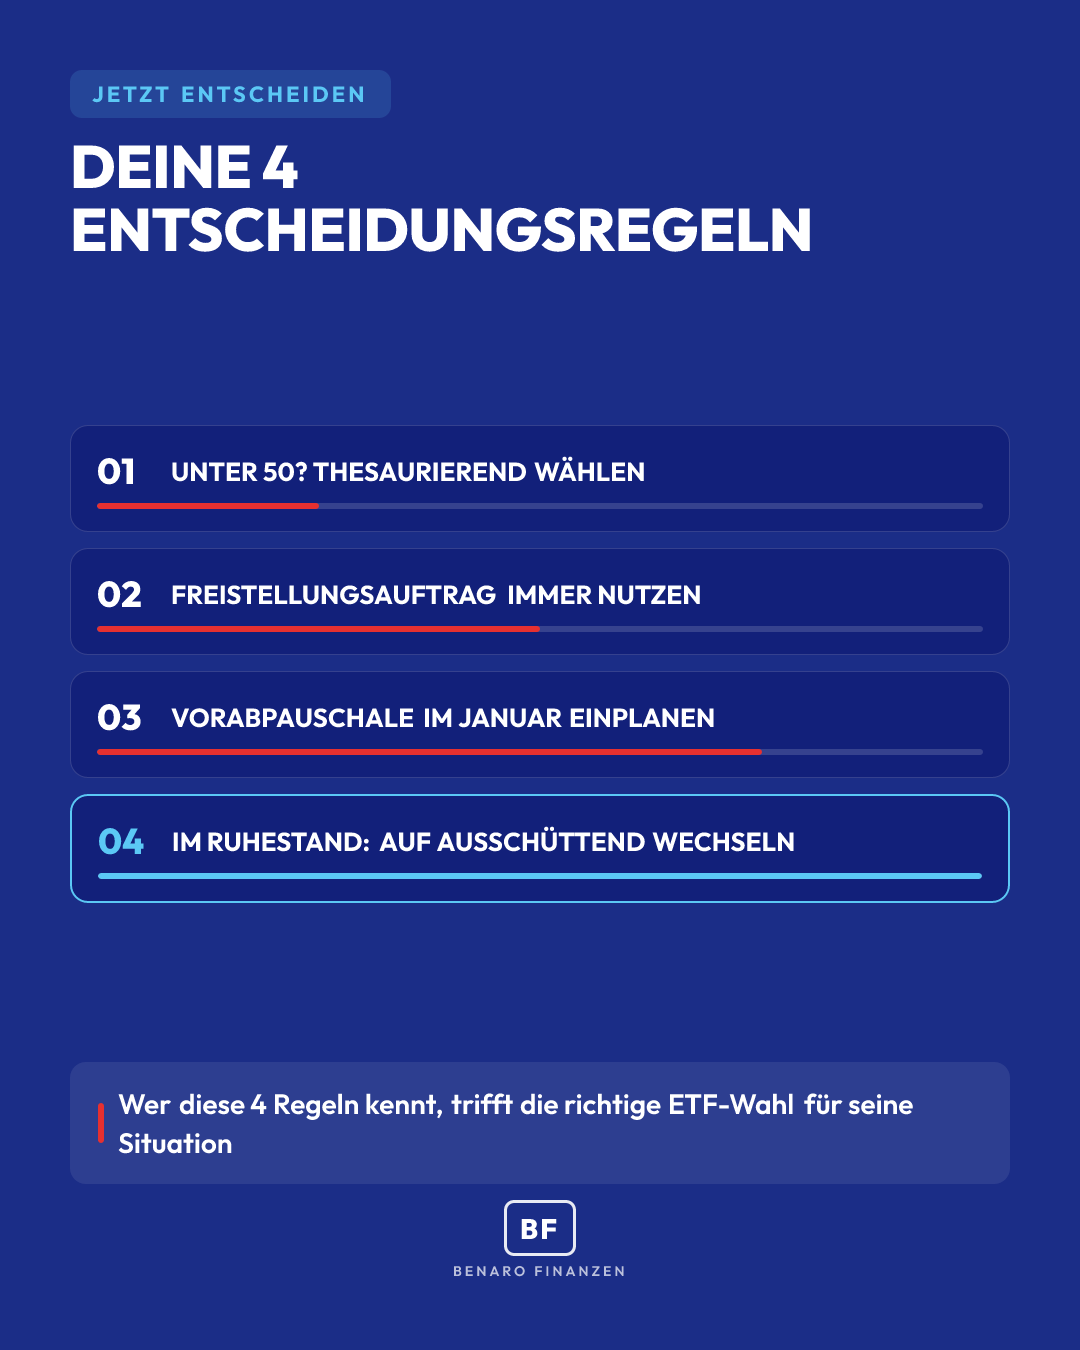 JETZT ENTSCHEIDEN
DEINE 4
ENTSCHEIDUNGSREGELN
01 UNTER 50? THESAURIEREND WÄHLEN
02 FREISTELLUNGSAUFTRAG IMMER NUTZEN
03 VORABPAUSCHALE IM JANUAR EINPLANEN
04 IM RUHESTAND: AUF AUSSCHÜTTEND WECHSELN
Wer diese 4 Regeln kennt, trifft die richtige ETF-Wahl für seine
Situation
BF
BENARO FINANZEN